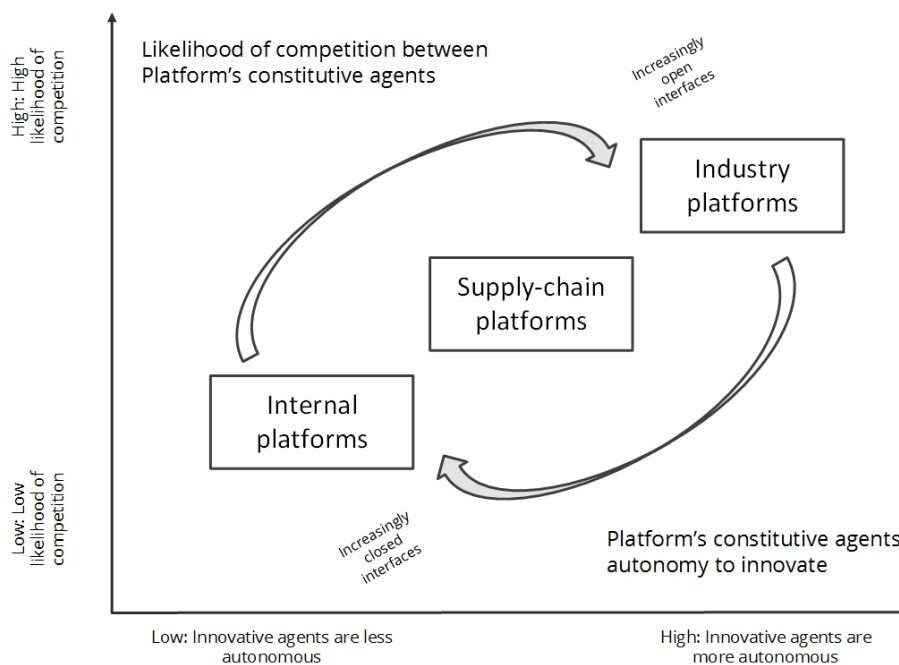 High: High
likelihood of
competition
Likelihood of competition between
Platform’s constitutive agents
Increasingly
open
interfaces
Industry
platforms
Supply-chain
platforms
Internal
platforms
Low: Low
likelihood of
competition
Increasingly
closed
interfaces
Platform’s constitutive agents
autonomy to innovate
Low: Innovative agents are less
autonomous
High: Innovative agents are
more autonomous